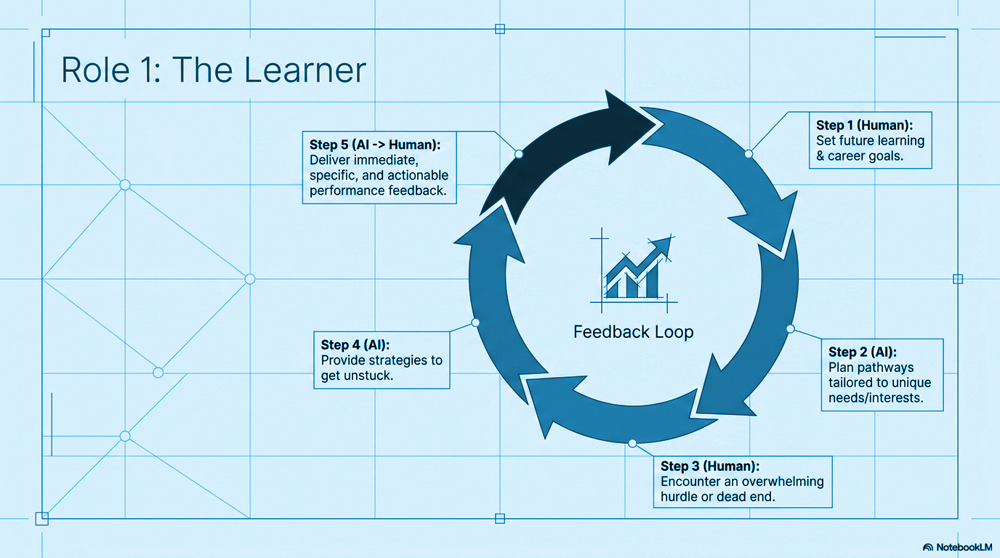 Role 1: The Learner
Step 1 (Human):
Set future learning
& career goals.
Step 2 (AI):
Plan pathways
tailored to unique
needs/interests.
Step 3 (Human):
Encounter an overwhelming
hurdle or dead end.
Step 4 (AI):
Provide strategies to
get unstuck.
Step 5 (AI -> Human):
Deliver immediate,
specific, and actionable
performance feedback.
Feedback Loop
NotebookLM